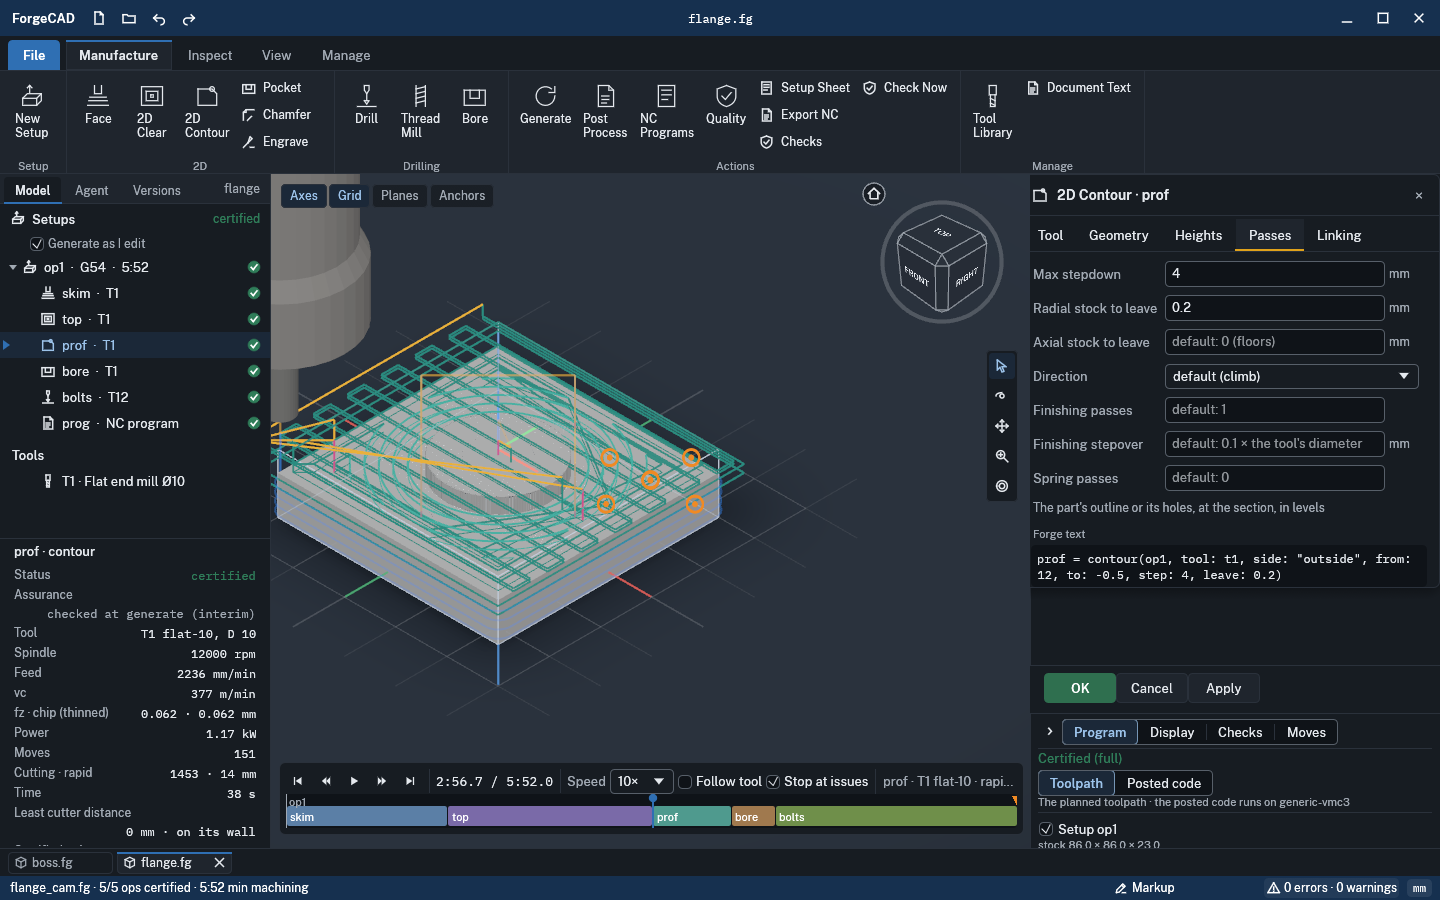 ForgeCAD
flange.fg
File
Manufacture
Inspect
View
Manage
New Setup
Face
2D Clear
2D Contour
Pocket
Chamfer
Engrave
Drill
Thread Mill
Bore
Generate
Post Process
NC Programs
Quality
Setup Sheet
Export NC
Checks
Check Now
Tool Library
Document Text
Setup
2D
Drilling
Actions
Manage
Model
Agent
Versions
flange
Setups
certified
Generate as I edit
op1 · G54 · 5:52
skim · T1
top · T1
prof · T1
bore · T1
bolts · T12
prog · NC program
Tools
T1 · Flat end mill Ø10
prof · contour
Status certified
Assurance
checked at generate (interim)
Tool T1 flat-10, D 10
Spindle 12000 rpm
Feed 2236 mm/min
vc 377 m/min
fz · chip (thinned) 0.062 · 0.062 mm
Power 1.17 kW
Moves 151
Cutting · rapid 1453 · 14 mm
Time 38 s
Least cutter distance
0 mm · on its wall
Axes
Grid
Planes
Anchors
TOP
FRONT
RIGHT
2:56.7 / 5:52.0
Speed
10×
Follow tool
Stop at issues
prof · T1 flat-10 · rapi...
op1
skim
top
prof
bore
bolts
2D Contour · prof
×
Tool
Geometry
Heights
Passes
Linking
Max stepdown 4 mm
Radial stock to leave 0.2 mm
Axial stock to leave default: 0 (floors) mm
Direction default (climb)
Finishing passes default: 1
Finishing stepover default: 0.1 × the tool's diameter mm
Spring passes default: 0
The part's outline or its holes, at the section, in levels
Forge text
prof = contour(op1, tool: t1, side: "outside", from:
12, to: -0.5, step: 4, leave: 0.2)
OK
Cancel
Apply
Program
Display
Checks
Moves
Certified (full)
Toolpath
Posted code
The planned toolpath · the posted code runs on generic-vmc3
Setup op1
stock 86.0 × 86.0 × 23.0
boss.fg
flange.fg
flange_cam.fg · 5/5 ops certified · 5:52 min machining
Markup
0 errors · 0 warnings
mm